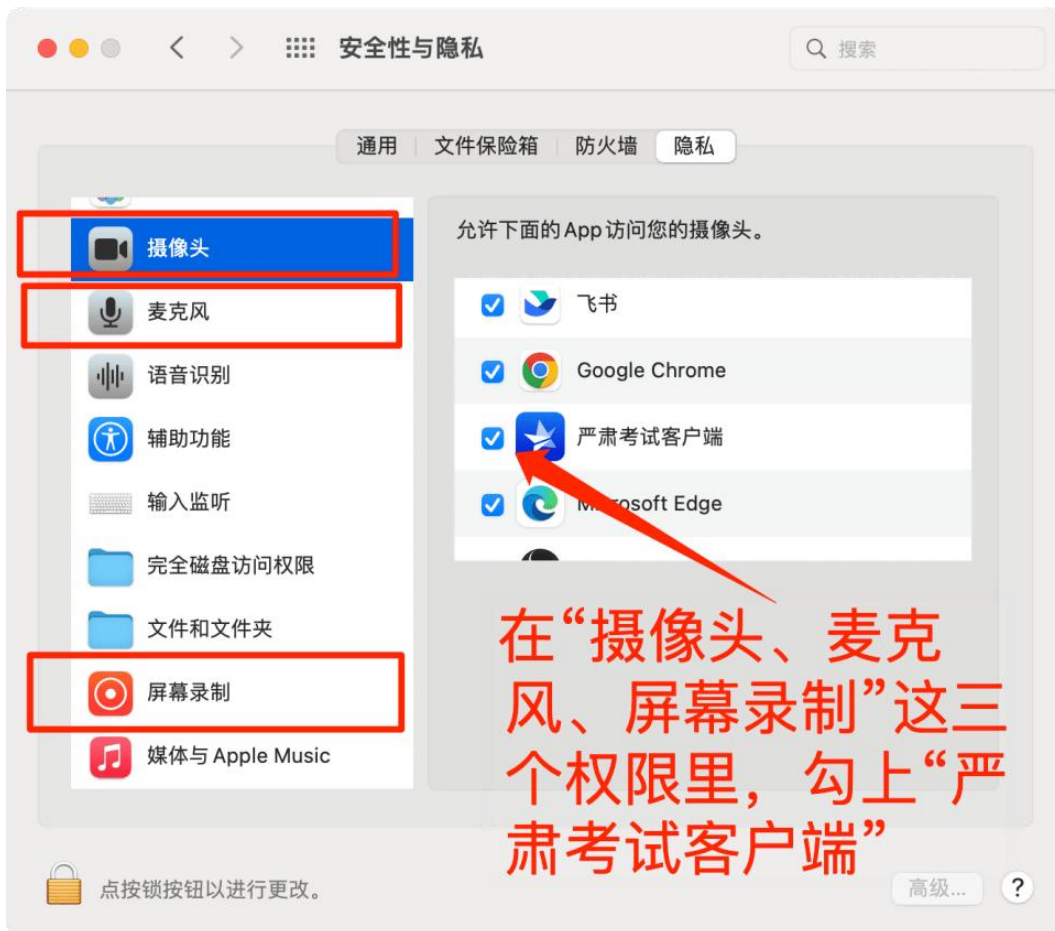 安全性与隐私
搜索
通用
文件保险箱
防火墙
隐私
摄像头
麦克风
语音识别
辅助功能
输入监听
完全磁盘访问权限
文件和文件夹
屏幕录制
媒体与 Apple Music
允许下面的 App 访问您的摄像头。
飞书
Google Chrome
严肃考试客户端
Microsoft Edge
在“摄像头、麦克
风、屏幕录制”这三
个权限里，勾上“严
肃考试客户端”
点按锁按钮以进行更改。
高级...
?